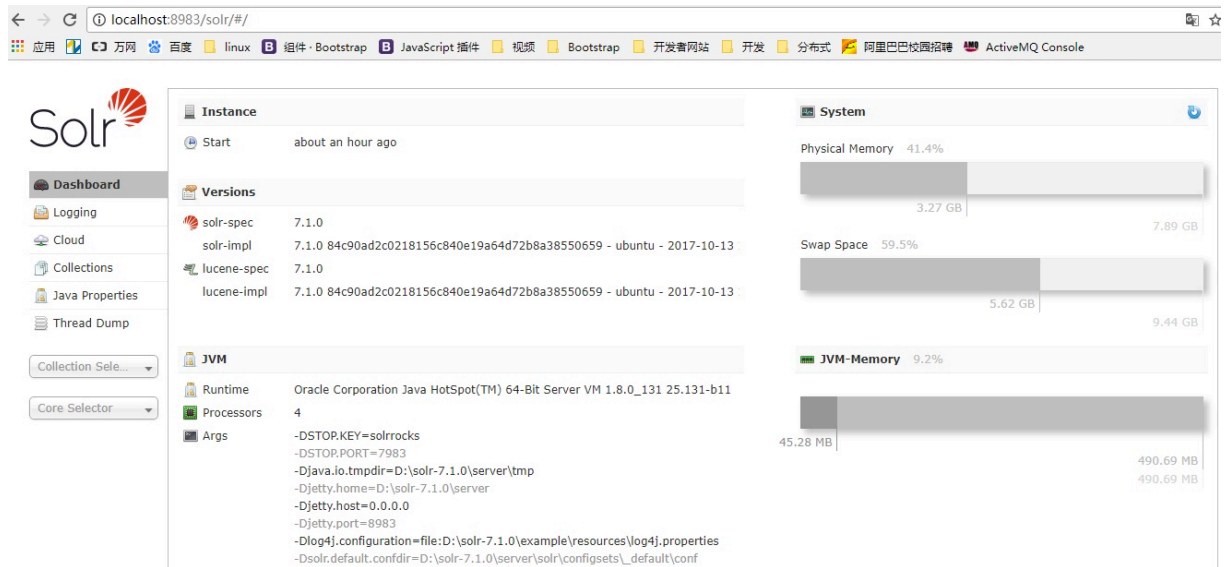 localhost:8983/solr/#/
应用 万网 百度 linux B 组件 · Bootstrap B JavaScript 插件 视频 Bootstrap 开发者网站 开发 分布式 阿里巴巴校园招聘 ActiveMQ Console
Solr
Dashboard
Logging
Cloud
Collections
Java Properties
Thread Dump
Collection Sele...
Core Selector
Instance
Start about an hour ago
Versions
solr-spec 7.1.0
solr-impl 7.1.0 84c90ad2c0218156c840e19a64d72b8a38550659 - ubuntu - 2017-10-13
lucene-spec 7.1.0
lucene-impl 7.1.0 84c90ad2c0218156c840e19a64d72b8a38550659 - ubuntu - 2017-10-13
JVM
Runtime Oracle Corporation Java HotSpot(TM) 64-Bit Server VM 1.8.0_131 25.131-b11
Processors 4
Args -DSTOP.KEY=solrrocks
-DSTOP.PORT=7983
-Djava.io.tmpdir=D:\solr-7.1.0\server\tmp
-Djetty.home=D:\solr-7.1.0\server
-Djetty.host=0.0.0.0
-Djetty.port=8983
-Dlog4j.configuration=file:D:\solr-7.1.0\example\resources\log4j.properties
-Dsolr.default.confdir=D:\solr-7.1.0\server\solr\configsets\_default\conf
System
Physical Memory 41.4%
3.27 GB
7.89 GB
Swap Space 59.5%
5.62 GB
9.44 GB
JVM-Memory 9.2%
45.28 MB
490.69 MB
490.69 MB